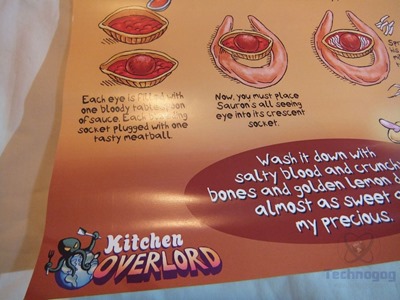 Each eye is filled with
one bloody tablespoon
of sauce. Each
socket plugged with one
tasty meatball.
Now, you must place
Sauron's all seeing
eye into its crescent
socket.
Wash it down with
salty blood and crunchy
bones and golden lemon
almost as sweet
my precious.
Kitchen
OVERLORD
Technogog